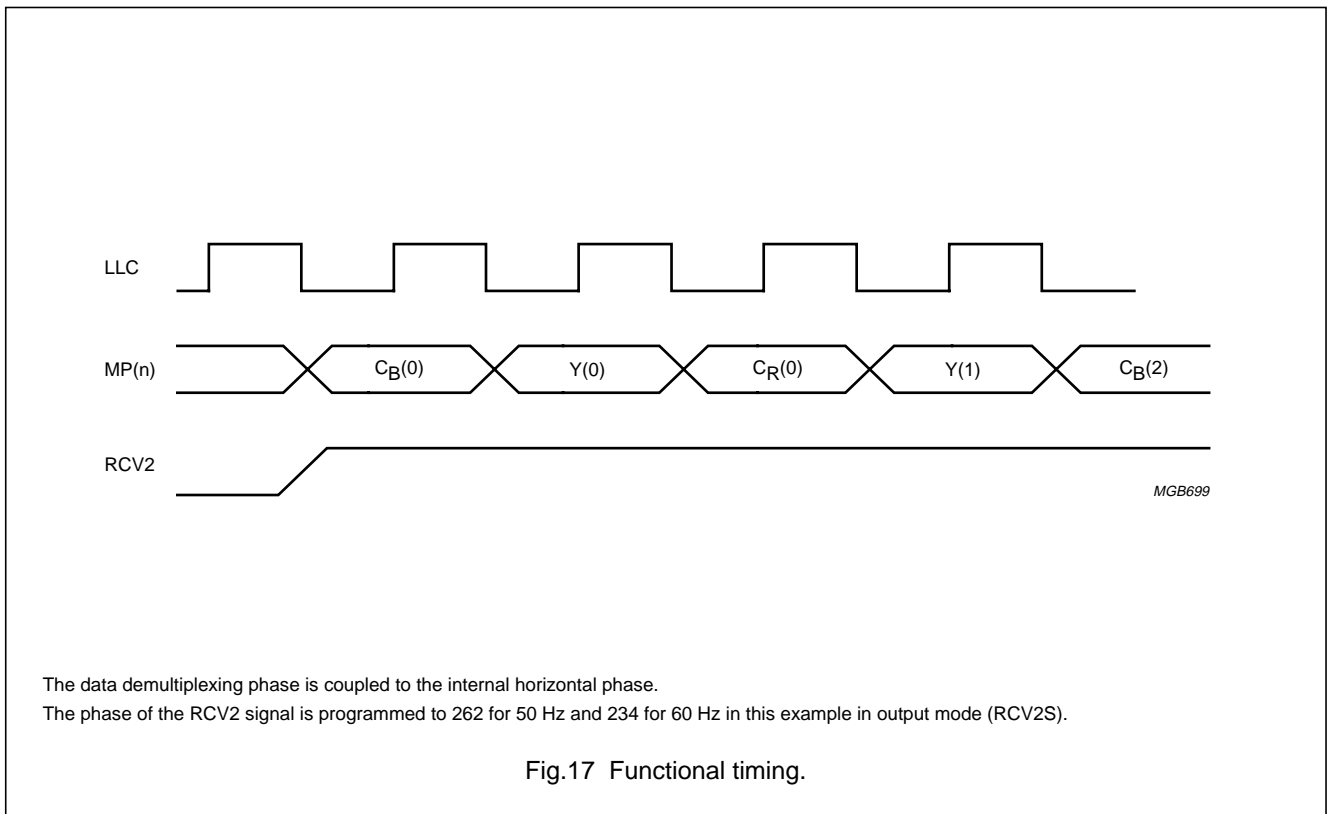 LLC
MP(n) CB(0) Y(0) CR(0) Y(1) CB(2)
RCV2
MGB699
The data demultiplexing phase is coupled to the internal horizontal phase.
The phase of the RCV2 signal is programmed to 262 for 50 Hz and 234 for 60 Hz in this example in output mode (RCV2S).
Fig.17 Functional timing.